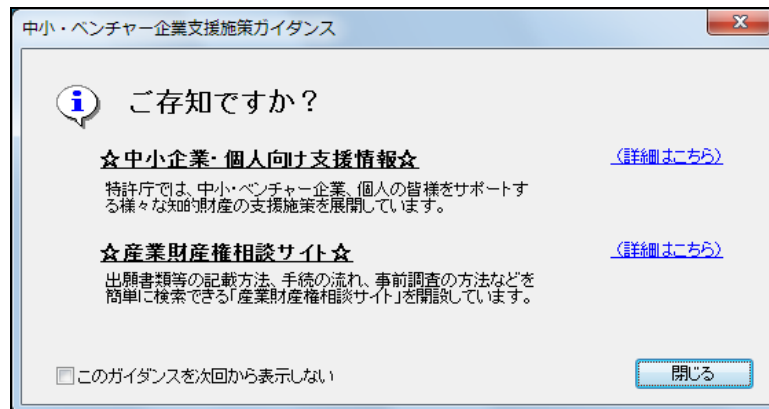 中小・ベンチャー企業支援施策ガイダンス
ご存知ですか？
☆中小企業・個人向け支援情報☆
（詳細はこちら）
特許庁では、中小・ベンチャー企業、個人の皆様をサポートす
る様々な知的財産の支援施策を展開しています。
☆産業財産権相談サイト☆
（詳細はこちら）
出願書類等の記載方法、手続の流れ、事前調査の方法などを
簡単に検索できる「産業財産権相談サイト」を開設しています。
このガイダンスを次回から表示しない
閉じる